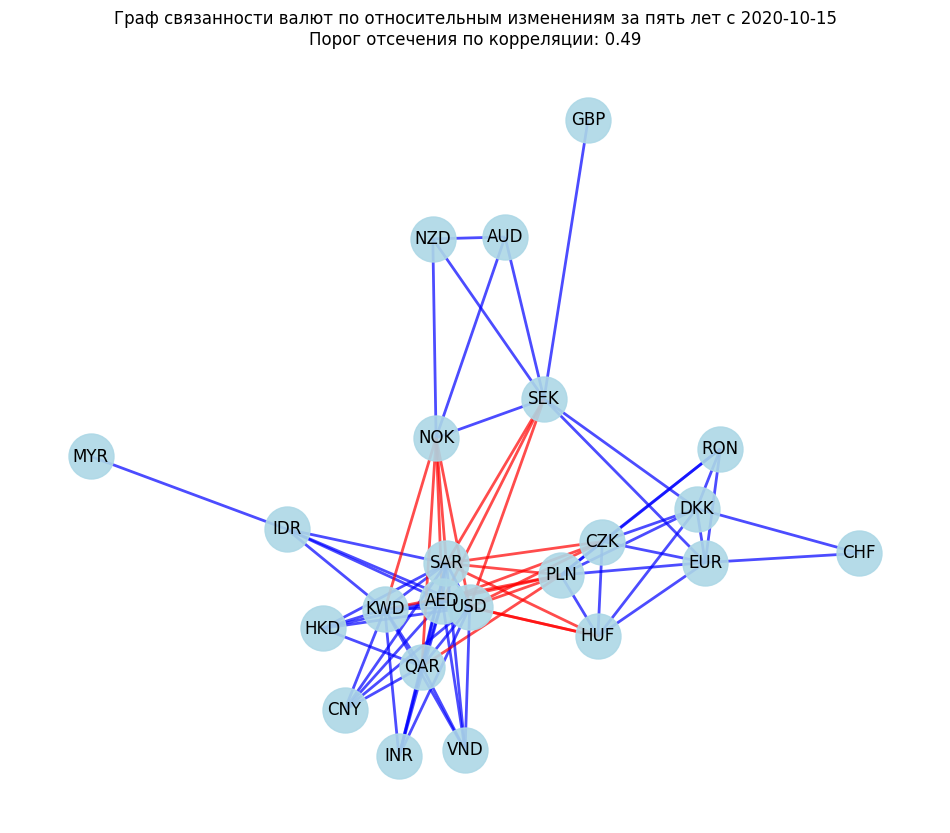 Граф связанности валют по относительным изменениям за пять лет с 2020-10-15
Порог отсечения по корреляции: 0.49
GBP
NZD
AUD
SEK
NOK
RON
MYR
DKK
IDR
CZK
CHF
SAR
EUR
PLN
AED
USD
KWD
HKD
HUF
QAR
CNY
VND
INR